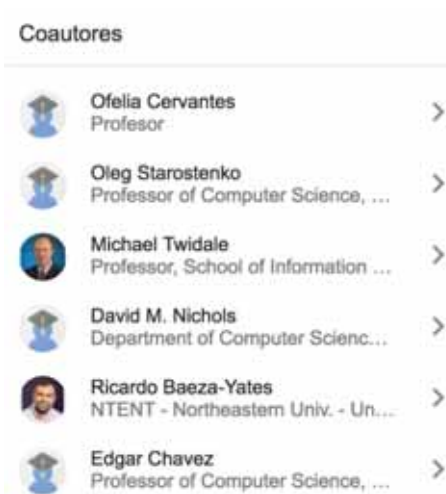 Coautores
Ofelia Cervantes
Profesor
Oleg Starostenko
Professor of Computer Science, ...
Michael Twidale
Professor, School of Information ...
David M. Nichols
Department of Computer Scienc...
Ricardo Baeza-Yates
NTENT - Northeastern Univ. - Un...
Edgar Chavez
Professor of Computer Science, ...